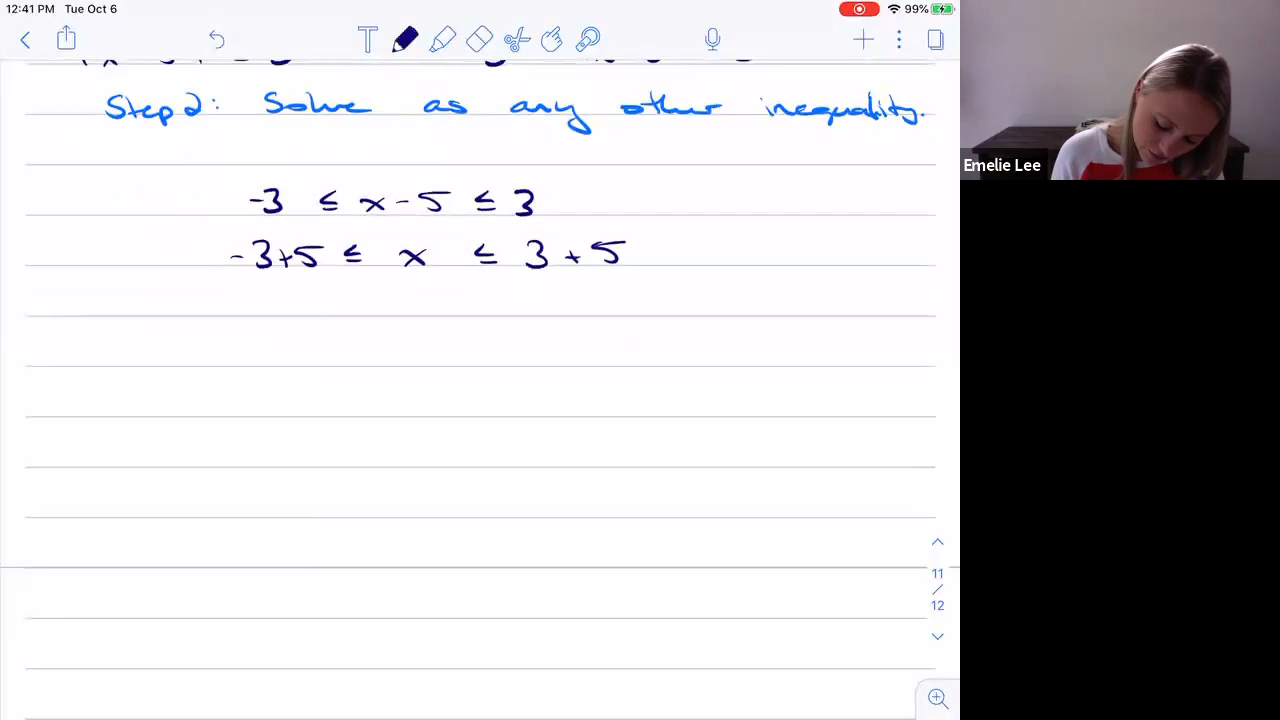 12:41 PM Tue Oct 6
99%
T
Step 2: Solve as any other inequality.
Emelie Lee
-3 ≤ x - 5 ≤ 3
-3+5 ≤ x ≤ 3 + 5
11
/
12